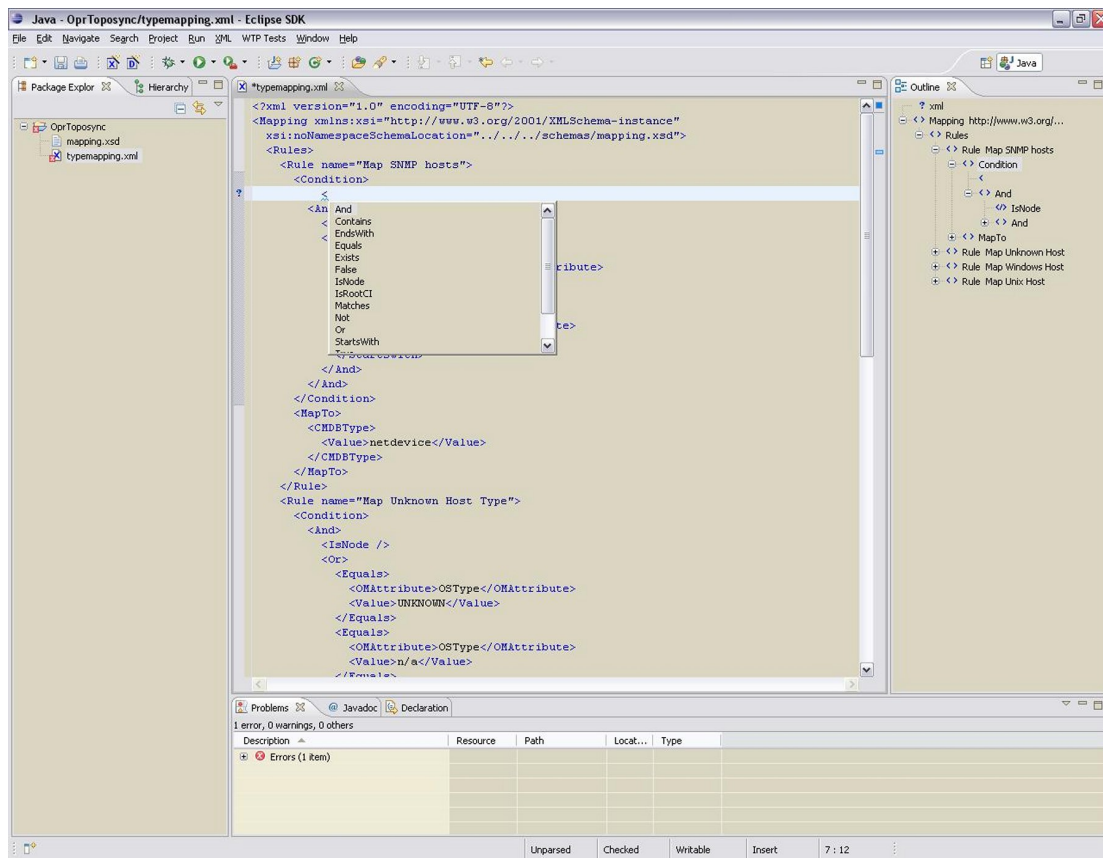 Java - OprToposync/typemapping.xml - Eclipse SDK
File Edit Navigate Search Project Run XML WTP Tests Window Help
Java
Package Explor Hierarchy
OprToposync
mapping.xsd
typemapping.xml
*typemapping.xml
<?xml version="1.0" encoding="UTF-8"?>
<Mapping xmlns:xsi="http://www.w3.org/2001/XMLSchema-instance"
xsi:noNamespaceSchemaLocation="../../../schemas/mapping.xsd">
<Rules>
<Rule name="Map SNMP hosts">
<Condition>
<
<An
<
<
And
Contains
EndsWith
Equals
Exists
False
IsNode
IsRootCI
Matches
Not
Or
StartsWith
ribute>
te>
</StartsWith>
</And>
</And>
</Condition>
<MapTo>
<CMDBType>
<Value>netdevice</Value>
</CMDBType>
</MapTo>
</Rule>
<Rule name="Map Unknown Host Type">
<Condition>
<And>
<IsNode />
<Or>
<Equals>
<OMAttribute>OSType</OMAttribute>
<Value>UNKNOWN</Value>
</Equals>
<Equals>
<OMAttribute>OSType</OMAttribute>
<Value>n/a</Value>
</Equals>
Outline
?xml
Mapping http://www.w3.org/...
Rules
Rule Map SNMP hosts
Condition
<
And
IsNode
And
MapTo
Rule Map Unknown Host
Rule Map Windows Host
Rule Map Unix Host
Problems Javadoc Declaration
1 error, 0 warnings, 0 others
Description Resource Path Locat... Type
Errors (1 item)
Unparsed Checked Writable Insert 7 : 12